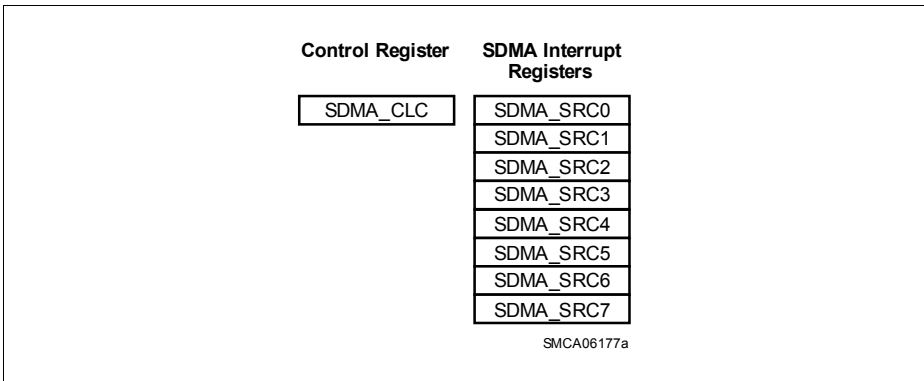 Control Register
SDMA Interrupt
Registers
SDMA_CLC
SDMA_SRC0
SDMA_SRC1
SDMA_SRC2
SDMA_SRC3
SDMA_SRC4
SDMA_SRC5
SDMA_SRC6
SDMA_SRC7
SMCA06177a